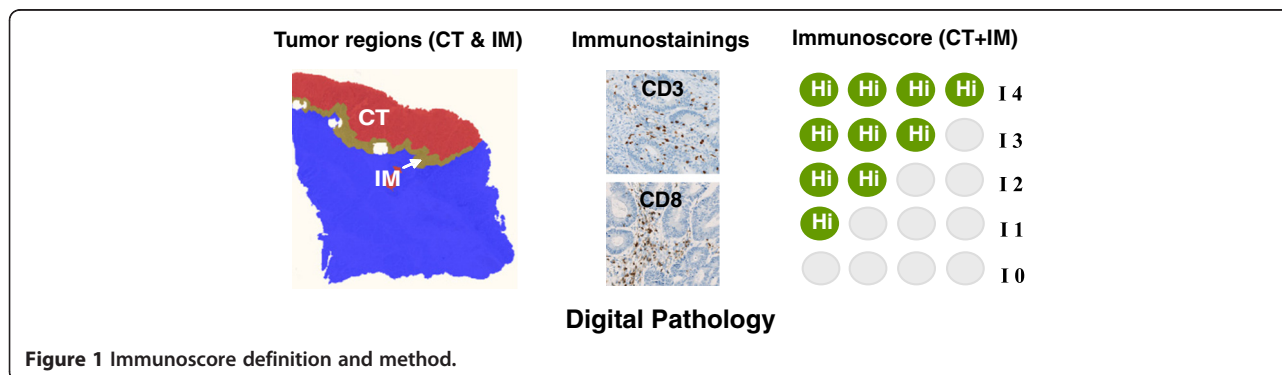 Tumor regions (CT & IM)
Immunostainings
Immunoscore (CT+IM)
CT
IM
CD3
CD8
Hi Hi Hi Hi I 4
Hi Hi Hi I 3
Hi Hi I 2
Hi I 1
I 0
Digital Pathology
Figure 1 Immunoscore definition and method.